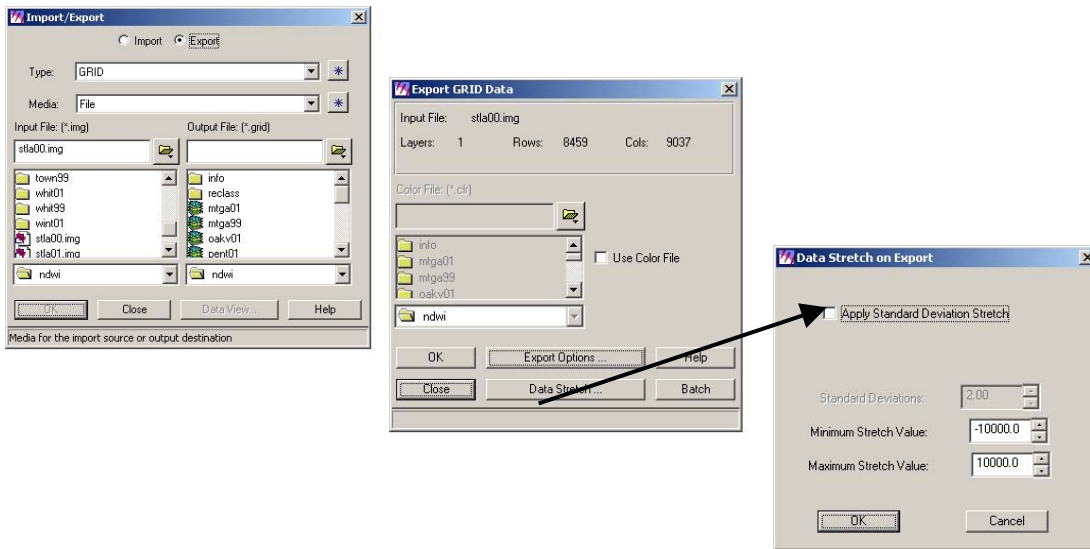 Import/Export
Import Export
Type: GRID
Media: File
Input File: (*.img) Output File: (*.grid)
stla00.img
town99
whit01
whit99
wint01
stla00.img
stla01.img
info
reclass
mtga01
mtga99
oakv01
pent01
ndwi ndwi
OK Close Data View... Help
Media for the import source or output destination
Export GRID Data
Input File: stla00.img
Layers: 1 Rows: 8459 Cols: 9037
Color File: (*.clr)
info
mtga01
mtga99
oakv01
Use Color File
ndwi
OK Export Options ... Help
Close Data Stretch ... Batch
Data Stretch on Export
Apply Standard Deviation Stretch
Standard Deviations: 2.00
Minimum Stretch Value: -10000.0
Maximum Stretch Value: 10000.0
OK Cancel